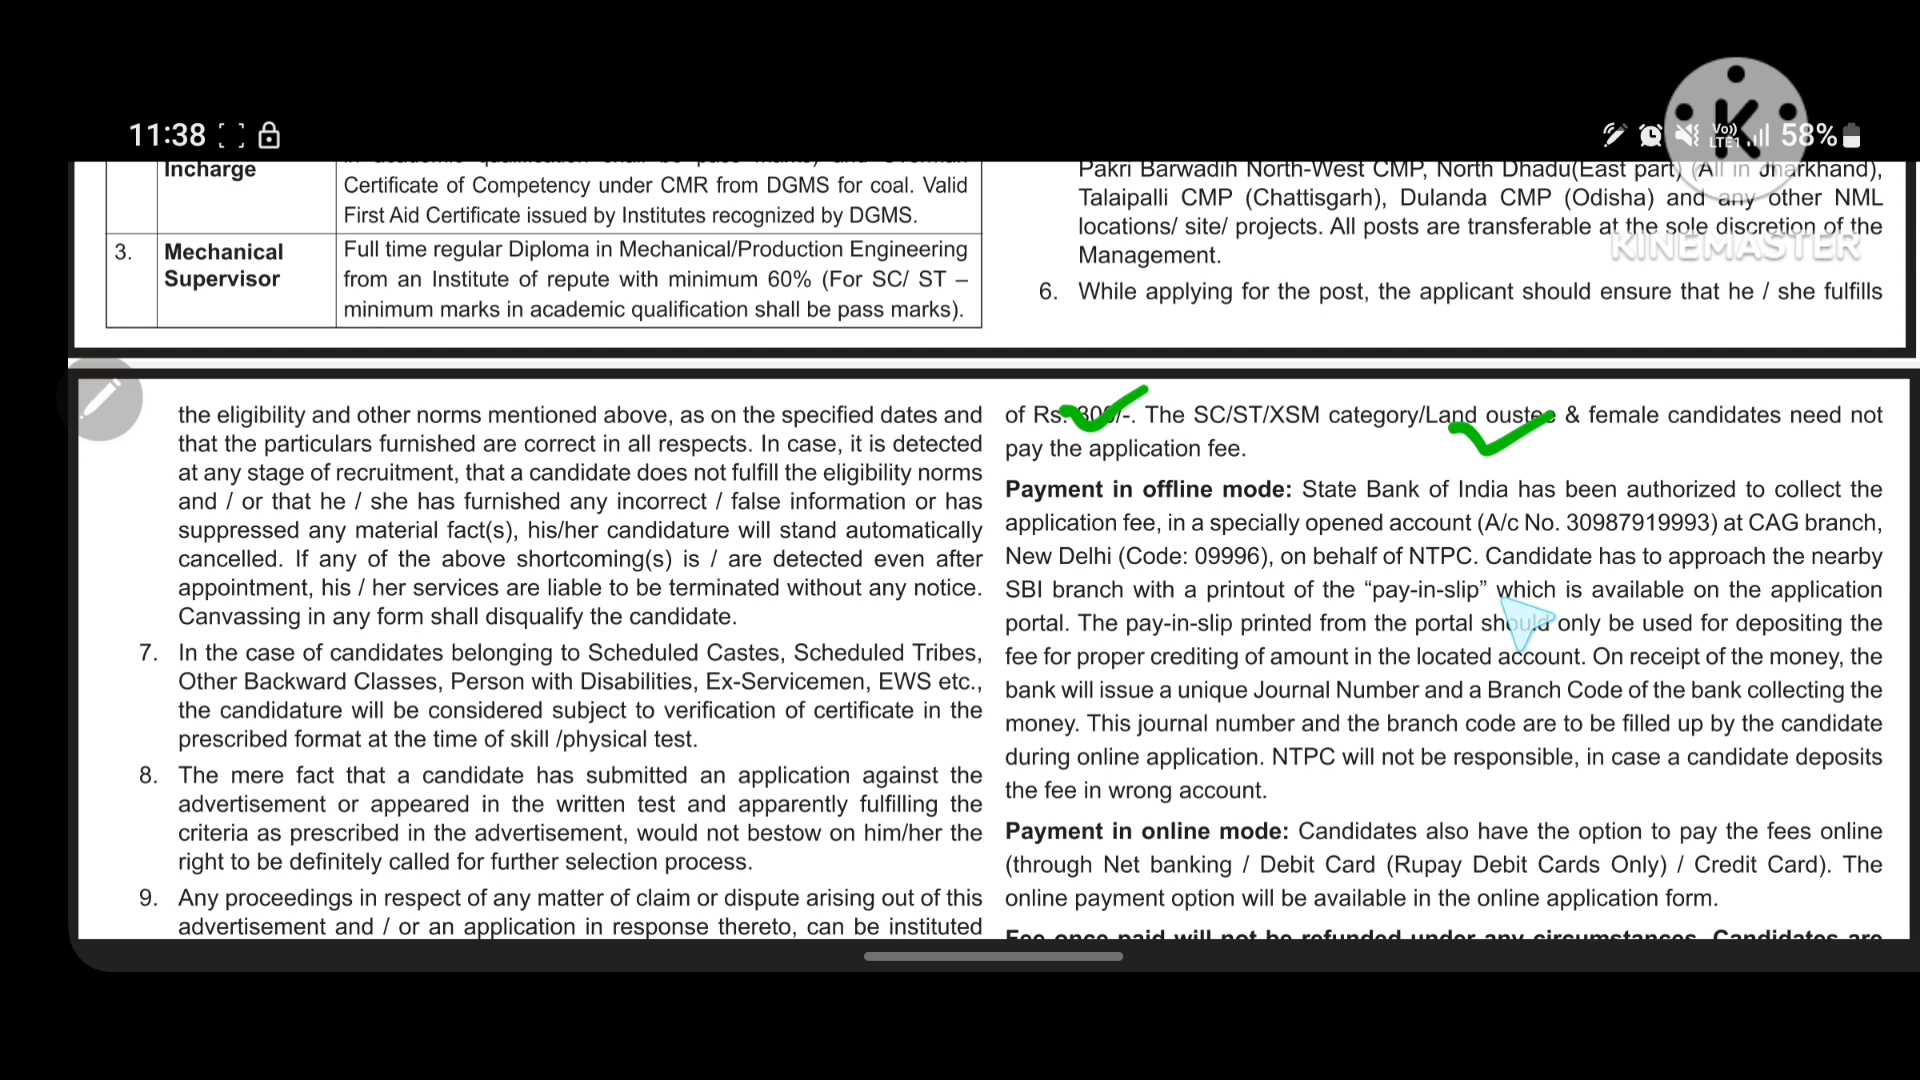 11:38
Vo))
LTE1
58%
K
KINEMASTER
Incharge
Certificate of Competency under CMR from DGMS for coal. Valid
First Aid Certificate issued by Institutes recognized by DGMS.
3.
Mechanical
Supervisor
Full time regular Diploma in Mechanical/Production Engineering
from an Institute of repute with minimum 60% (For SC/ ST –
minimum marks in academic qualification shall be pass marks).
Pakri Barwadih North-West CMP, North Dhadu(East part) (All in Jharkhand),
Talaipalli CMP (Chattisgarh), Dulanda CMP (Odisha) and any other NML
locations/ site/ projects. All posts are transferable at the sole discretion of the
Management.
6. While applying for the post, the applicant should ensure that he / she fulfills
the eligibility and other norms mentioned above, as on the specified dates and
that the particulars furnished are correct in all respects. In case, it is detected
at any stage of recruitment, that a candidate does not fulfill the eligibility norms
and / or that he / she has furnished any incorrect / false information or has
suppressed any material fact(s), his/her candidature will stand automatically
cancelled. If any of the above shortcoming(s) is / are detected even after
appointment, his / her services are liable to be terminated without any notice.
Canvassing in any form shall disqualify the candidate.
7. In the case of candidates belonging to Scheduled Castes, Scheduled Tribes,
Other Backward Classes, Person with Disabilities, Ex-Servicemen, EWS etc.,
the candidature will be considered subject to verification of certificate in the
prescribed format at the time of skill /physical test.
8. The mere fact that a candidate has submitted an application against the
advertisement or appeared in the written test and apparently fulfilling the
criteria as prescribed in the advertisement, would not bestow on him/her the
right to be definitely called for further selection process.
9. Any proceedings in respect of any matter of claim or dispute arising out of this
advertisement and / or an application in response thereto, can be instituted
of Rs. 300/-. The SC/ST/XSM category/Land oustee & female candidates need not
pay the application fee.
Payment in offline mode: State Bank of India has been authorized to collect the
application fee, in a specially opened account (A/c No. 30987919993) at CAG branch,
New Delhi (Code: 09996), on behalf of NTPC. Candidate has to approach the nearby
SBI branch with a printout of the “pay-in-slip” which is available on the application
portal. The pay-in-slip printed from the portal should only be used for depositing the
fee for proper crediting of amount in the located account. On receipt of the money, the
bank will issue a unique Journal Number and a Branch Code of the bank collecting the
money. This journal number and the branch code are to be filled up by the candidate
during online application. NTPC will not be responsible, in case a candidate deposits
the fee in wrong account.
Payment in online mode: Candidates also have the option to pay the fees online
(through Net banking / Debit Card (Rupay Debit Cards Only) / Credit Card). The
online payment option will be available in the online application form.
Fee once paid will not be refunded under any circumstances. Candidates are